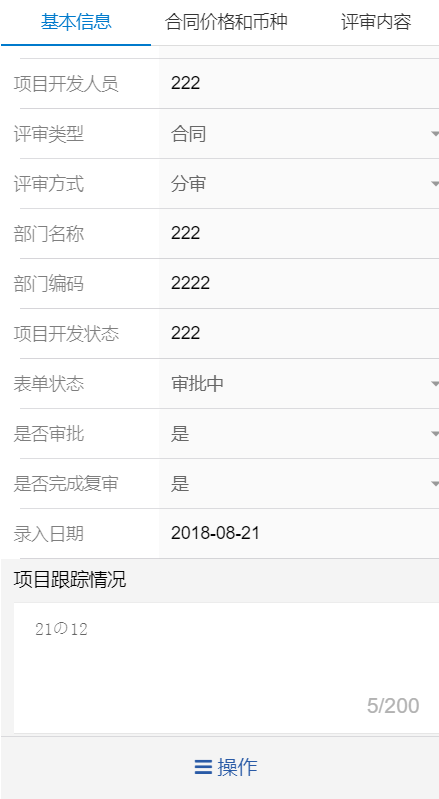 基本信息 合同价格和币种 评审内容
项目开发人员 222
评审类型 合同
评审方式 分审
部门名称 222
部门编码 2222
项目开发状态 222
表单状态 审批中
是否审批 是
是否完成复审 是
录入日期 2018-08-21
项目跟踪情况
21の12
5/200
操作